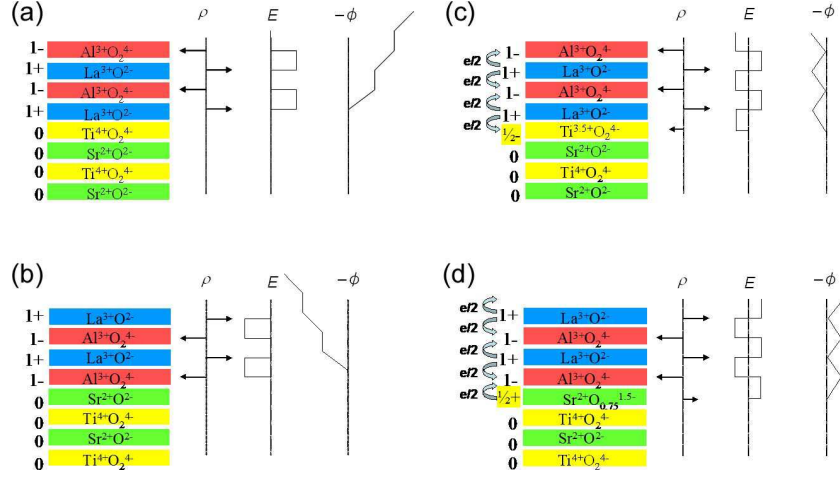 (a) ρ E −ϕ
1- Al³⁺O₂⁴⁻
1+ La³⁺O²⁻
1- Al³⁺O₂⁴⁻
1+ La³⁺O²⁻
0 Ti⁴⁺O₂⁴⁻
0 Sr²⁺O²⁻
0 Ti⁴⁺O₂⁴⁻
0 Sr²⁺O²⁻
(c) ρ E −ϕ
1- Al³⁺O₂⁴⁻
e/2
1+ La³⁺O²⁻
e/2
1- Al³⁺O₂⁴⁻
e/2
1+ La³⁺O²⁻
e/2
½- Ti³·⁵⁺O₂⁴⁻
0 Sr²⁺O²⁻
0 Ti⁴⁺O₂⁴⁻
0 Sr²⁺O²⁻
(b) ρ E −ϕ
1+ La³⁺O²⁻
1- Al³⁺O₂⁴⁻
1+ La³⁺O²⁻
1- Al³⁺O₂⁴⁻
0 Sr²⁺O²⁻
0 Ti⁴⁺O₂⁴⁻
0 Sr²⁺O²⁻
0 Ti⁴⁺O₂⁴⁻
(d) ρ E −ϕ
e/2
1+ La³⁺O²⁻
e/2
1- Al³⁺O₂⁴⁻
e/2
1+ La³⁺O²⁻
e/2
1- Al³⁺O₂⁴⁻
e/2
½+ Sr²⁺O₀.₇₅¹·⁵⁻
0 Ti⁴⁺O₂⁴⁻
0 Sr²⁺O²⁻
0 Ti⁴⁺O₂⁴⁻